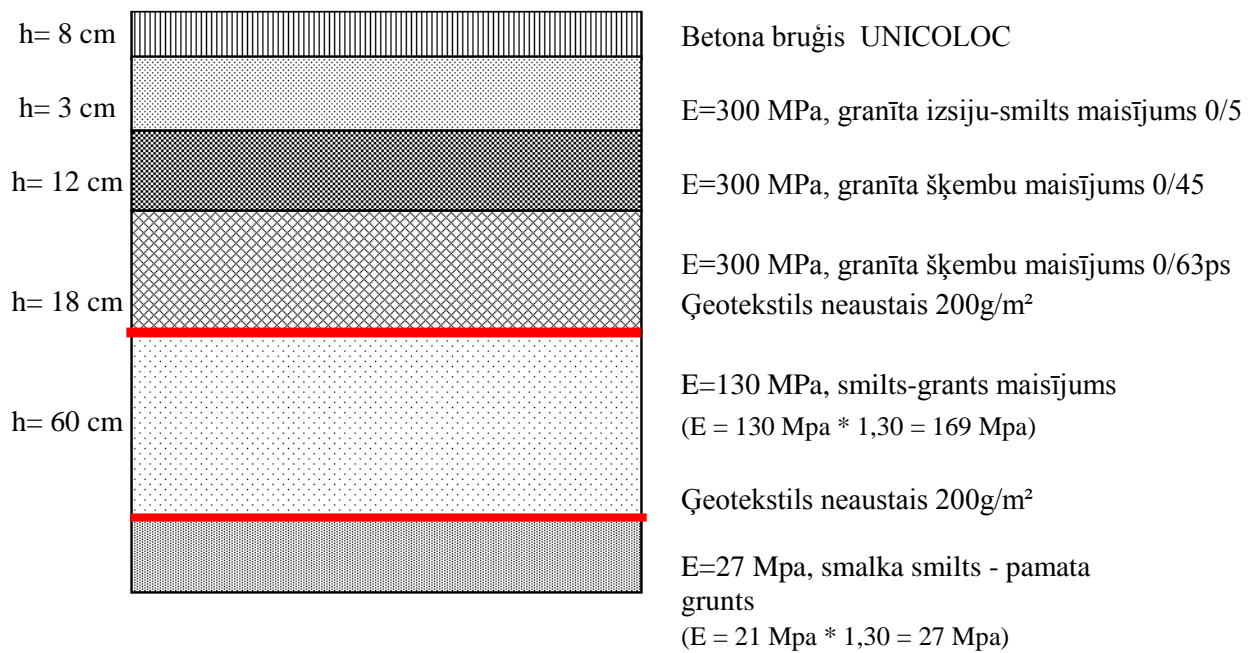 h= 8 cm
Betona bruģis UNICOLOC
h= 3 cm
E=300 MPa, granīta izsiju-smilts maisījums 0/5
h= 12 cm
E=300 MPa, granīta šķembu maisījums 0/45
E=300 MPa, granīta šķembu maisījums 0/63ps
h= 18 cm
Ģeotekstils neaustais 200g/m²
E=130 MPa, smilts-grants maisījums
h= 60 cm
(E = 130 Mpa * 1,30 = 169 Mpa)
Ģeotekstils neaustais 200g/m²
E=27 Mpa, smalka smilts - pamata
grunts
(E = 21 Mpa * 1,30 = 27 Mpa)